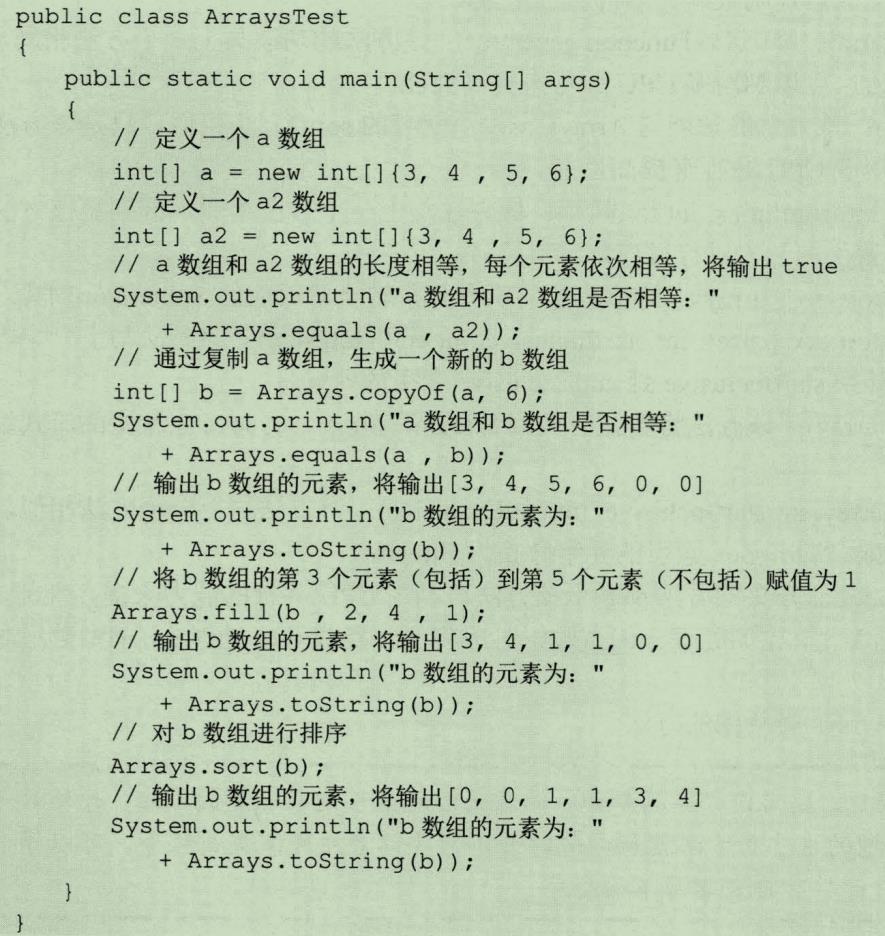 public class ArraysTest
{
public static void main(String[] args)
{
// 定义一个 a 数组
int[] a = new int[]{3, 4 , 5, 6};
// 定义一个 a2 数组
int[] a2 = new int[]{3, 4 , 5, 6};
// a 数组和 a2 数组的长度相等，每个元素依次相等，将输出 true
System.out.println("a 数组和 a2 数组是否相等："
+ Arrays.equals(a , a2));
// 通过复制 a 数组，生成一个新的 b 数组
int[] b = Arrays.copyOf(a, 6);
System.out.println("a 数组和 b 数组是否相等："
+ Arrays.equals(a , b));
// 输出 b 数组的元素，将输出[3, 4, 5, 6, 0, 0]
System.out.println("b 数组的元素为："
+ Arrays.toString(b));
// 将 b 数组的第 3 个元素（包括）到第 5 个元素（不包括）赋值为 1
Arrays.fill(b , 2, 4 , 1);
// 输出 b 数组的元素，将输出[3, 4, 1, 1, 0, 0]
System.out.println("b 数组的元素为："
+ Arrays.toString(b));
// 对 b 数组进行排序
Arrays.sort(b);
// 输出 b 数组的元素，将输出[0, 0, 1, 1, 3, 4]
System.out.println("b 数组的元素为："
+ Arrays.toString(b));
}
}